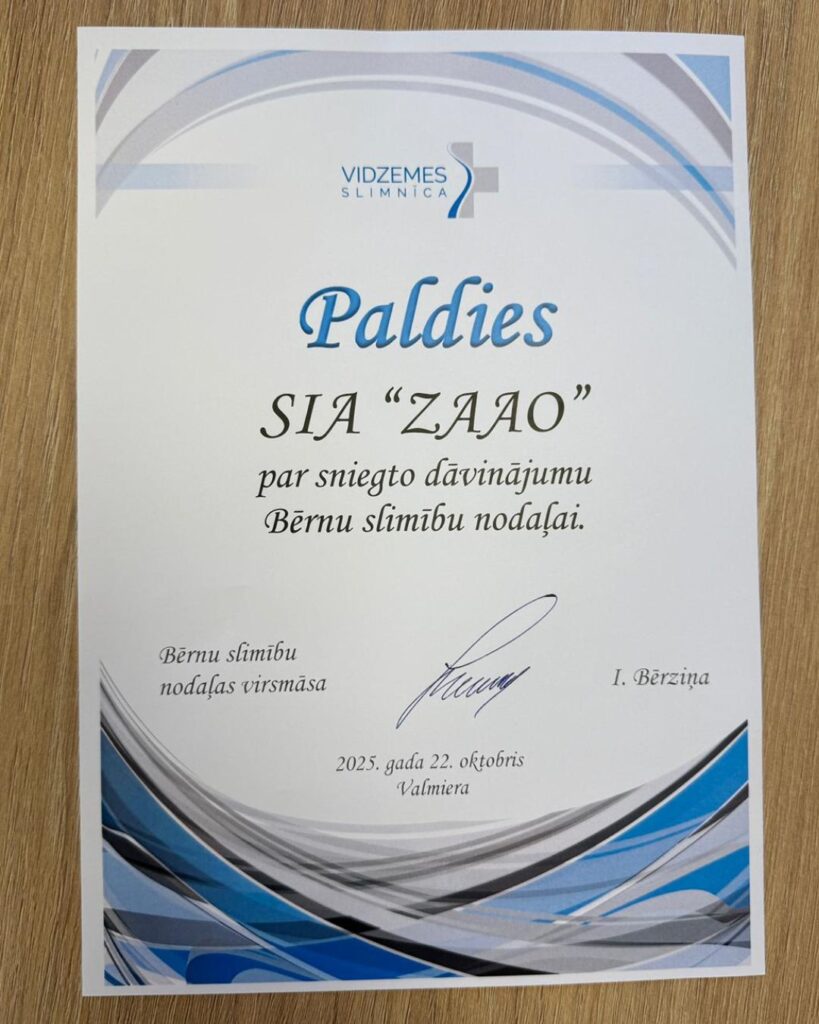 VIDZEMES
SLIMNĪCA
Paldies
SIA “ZAAO”
par sniegto dāvinājumu
Bērnu slimību nodaļai.
Bērnu slimību
nodaļas virsmāsa
I. Bērziņa
2025. gada 22. oktobris
Valmiera